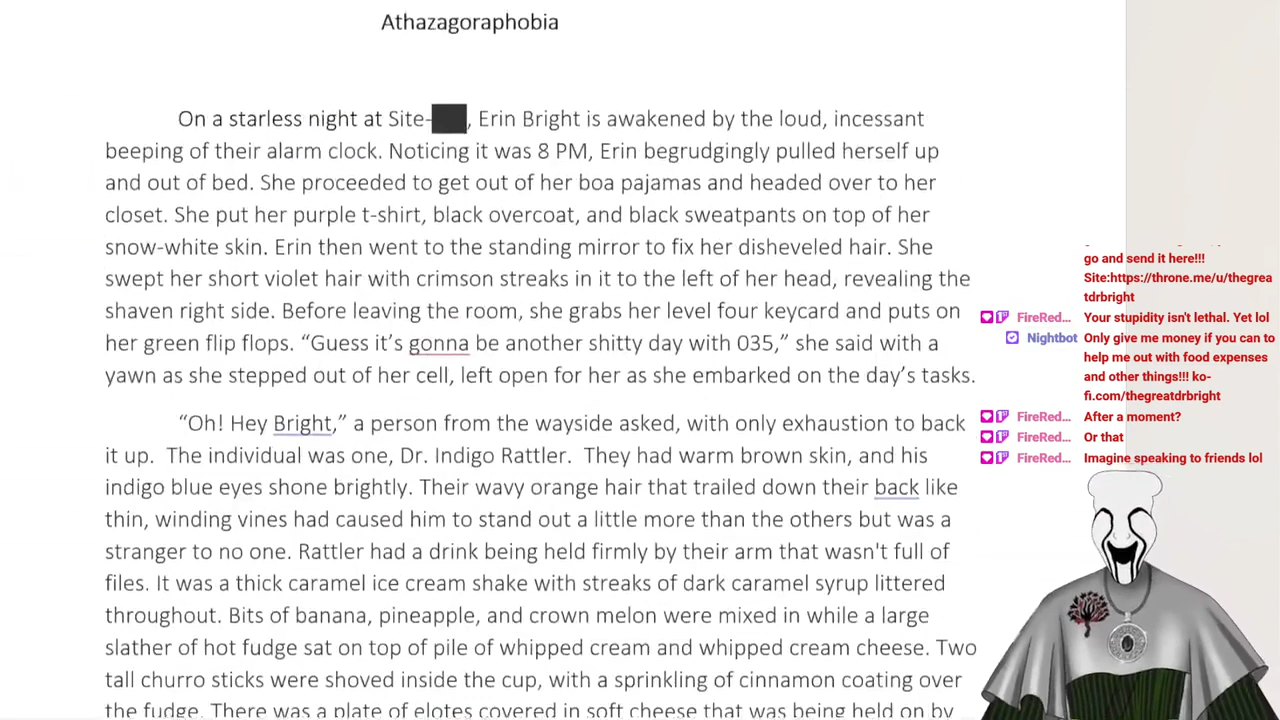 Athazagoraphobia
On a starless night at Site-, Erin Bright is awakened by the loud, incessant
beeping of their alarm clock. Noticing it was 8 PM, Erin begrudgingly pulled herself up
and out of bed. She proceeded to get out of her boa pajamas and headed over to her
closet. She put her purple t-shirt, black overcoat, and black sweatpants on top of her
snow-white skin. Erin then went to the standing mirror to fix her disheveled hair. She
swept her short violet hair with crimson streaks in it to the left of her head, revealing the
shaven right side. Before leaving the room, she grabs her level four keycard and puts on
her green flip flops. “Guess it’s gonna be another shitty day with 035,” she said with a
yawn as she stepped out of her cell, left open for her as she embarked on the day’s tasks.
“Oh! Hey Bright,” a person from the wayside asked, with only exhaustion to back
it up. The individual was one, Dr. Indigo Rattler. They had warm brown skin, and his
indigo blue eyes shone brightly. Their wavy orange hair that trailed down their back like
thin, winding vines had caused him to stand out a little more than the others but was a
stranger to no one. Rattler had a drink being held firmly by their arm that wasn't full of
files. It was a thick caramel ice cream shake with streaks of dark caramel syrup littered
throughout. Bits of banana, pineapple, and crown melon were mixed in while a large
slather of hot fudge sat on top of pile of whipped cream and whipped cream cheese. Two
tall churro sticks were shoved inside the cup, with a sprinkling of cinnamon coating over
the fudge. There was a plate of elotes covered in soft cheese that was being held on by
go and send it here!!!
Site:https://throne.me/u/thegrea
tdrbright
FireRed... Your stupidity isn't lethal. Yet lol
Nightbot Only give me money if you can to
help me out with food expenses
and other things!!! ko-
fi.com/thegreatdrbright
FireRed... After a moment?
FireRed... Or that
FireRed... Imagine speaking to friends lol